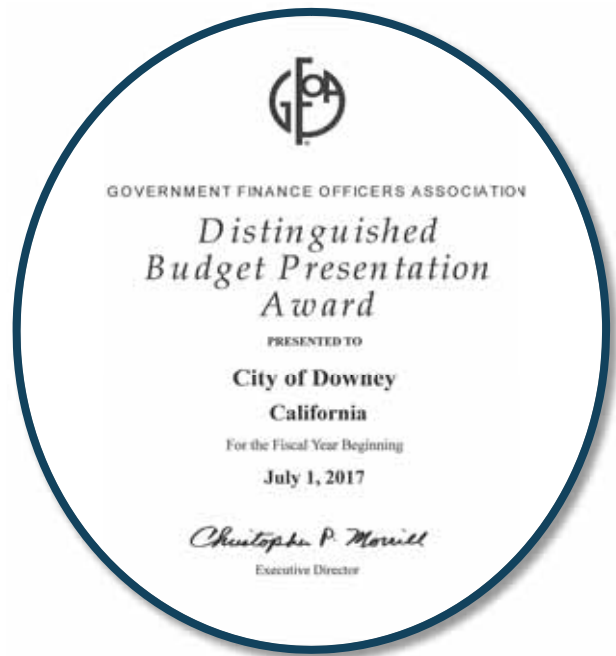 GFOA
GOVERNMENT FINANCE OFFICERS ASSOCIATION
Distinguished
Budget Presentation
Award
PRESENTED TO
City of Downey
California
For the Fiscal Year Beginning
July 1, 2017
Christopher P. Morrill
Executive Director